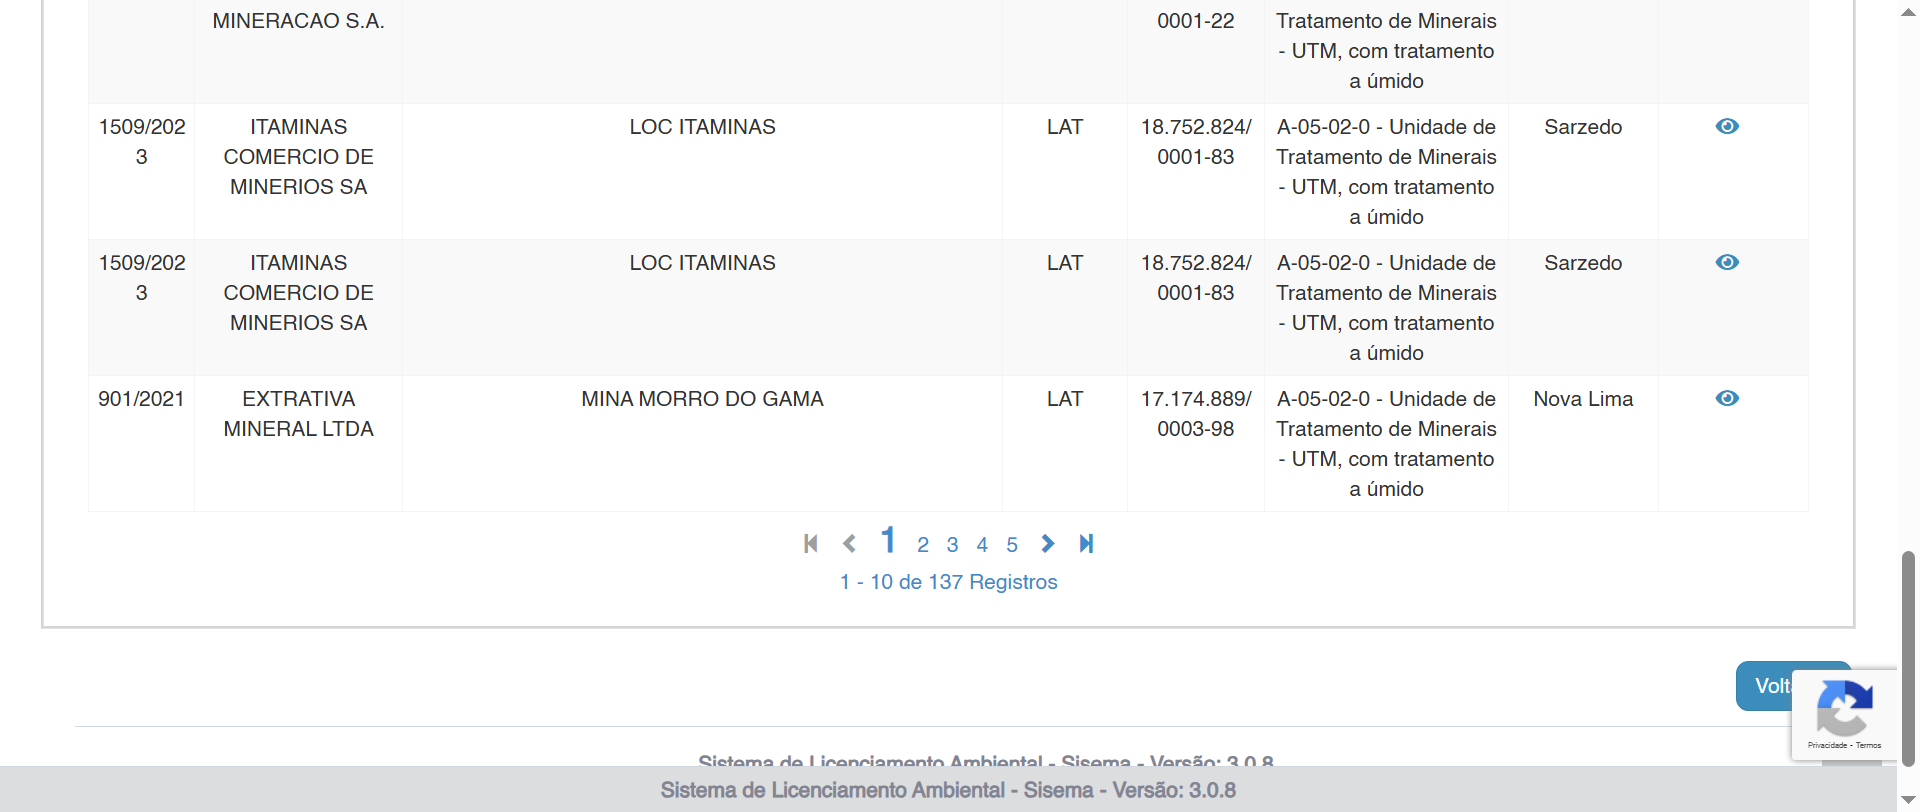 MINERACAO S.A.
0001-22
Tratamento de Minerais
- UTM, com tratamento
a úmido
1509/202
3
ITAMINAS
COMERCIO DE
MINERIOS SA
LOC ITAMINAS
LAT
18.752.824/
0001-83
A-05-02-0 - Unidade de
Tratamento de Minerais
- UTM, com tratamento
a úmido
Sarzedo
1509/202
3
ITAMINAS
COMERCIO DE
MINERIOS SA
LOC ITAMINAS
LAT
18.752.824/
0001-83
A-05-02-0 - Unidade de
Tratamento de Minerais
- UTM, com tratamento
a úmido
Sarzedo
901/2021
EXTRATIVA
MINERAL LTDA
MINA MORRO DO GAMA
LAT
17.174.889/
0003-98
A-05-02-0 - Unidade de
Tratamento de Minerais
- UTM, com tratamento
a úmido
Nova Lima
1 2 3 4 5
1 - 10 de 137 Registros
Volt
Privacidade - Termos
Sistema de Licenciamento Ambiental - Sisema - Versão: 3.0.8
Sistema de Licenciamento Ambiental - Sisema - Versão: 3.0.8